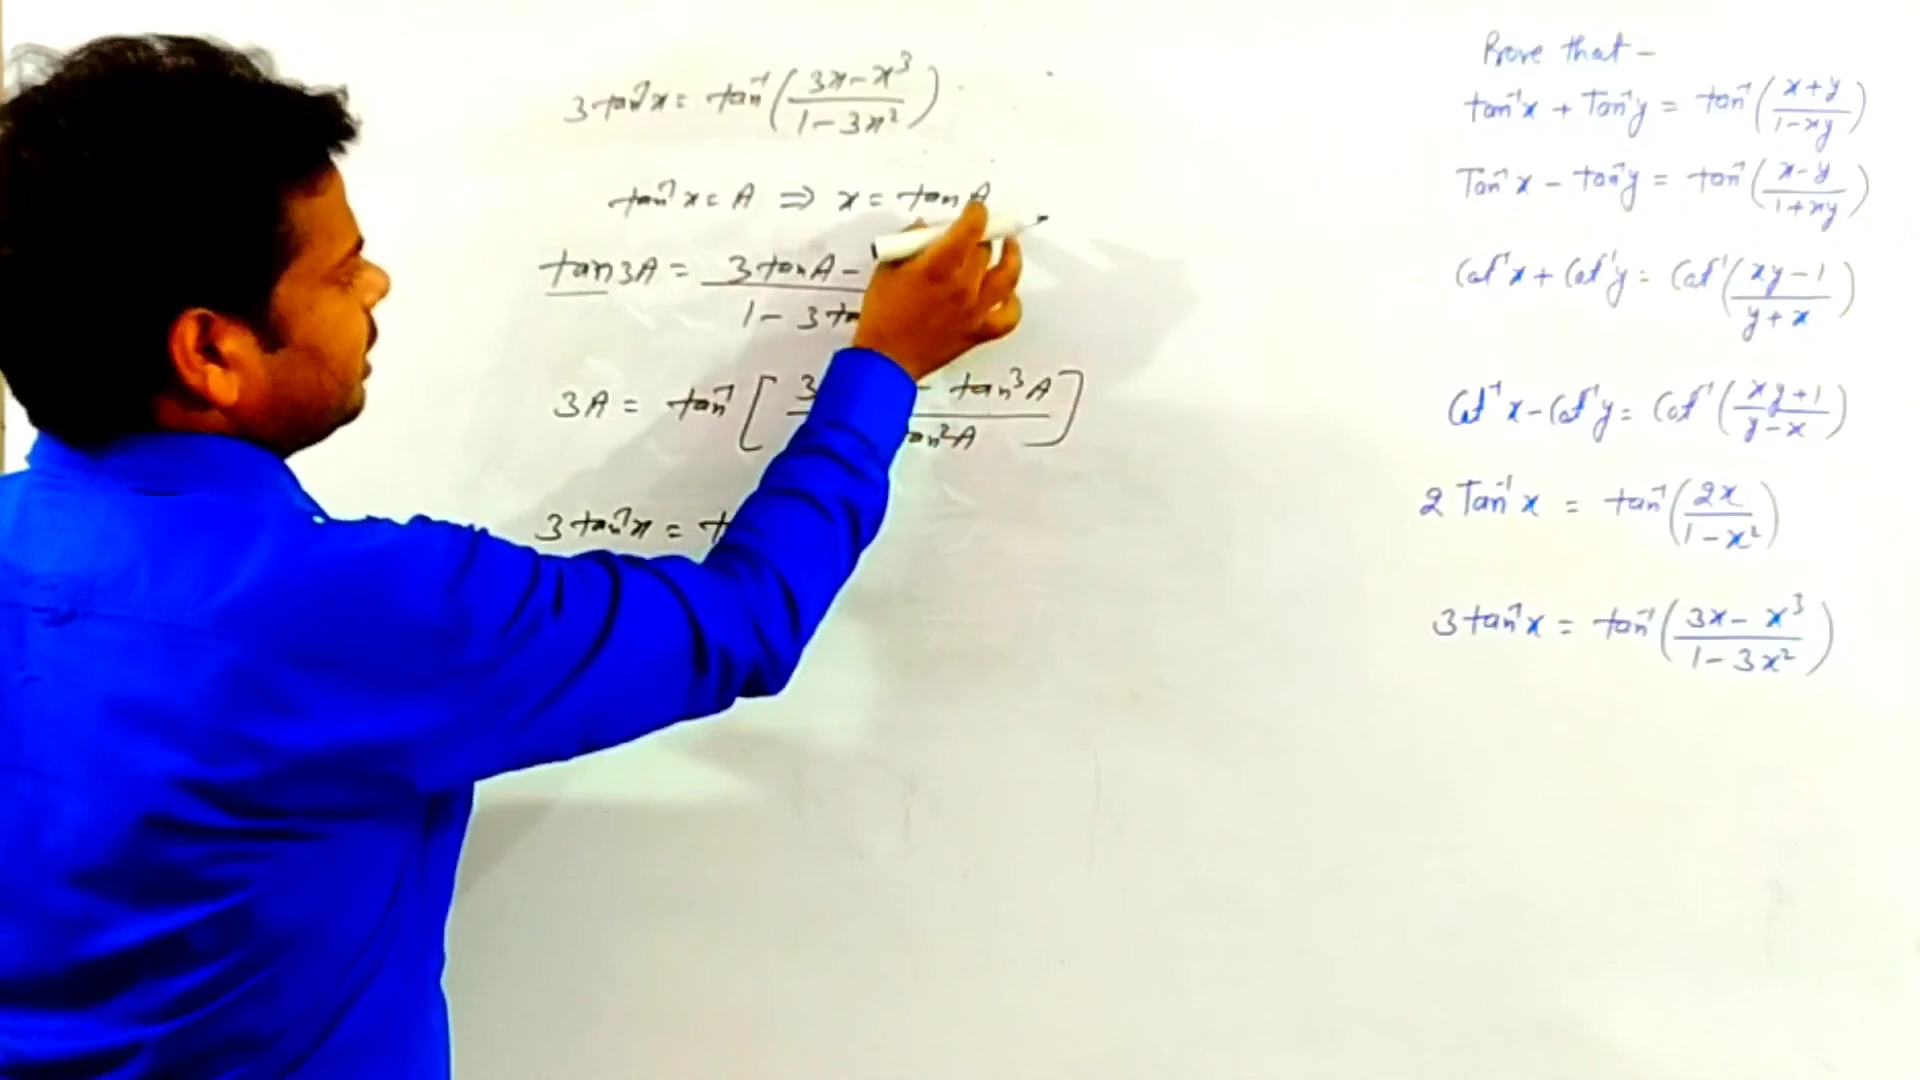 3 tan⁻¹x = tan⁻¹((3x - x³)/(1 - 3x²))
tan⁻¹x = A ⇒ x = tan A
tan 3A = (3 tan A -)/(1 - 3
3A = tan⁻¹[(3 - tan³A)/(tan²A)]
3 tan⁻¹x =
Prove that -
tan⁻¹x + Tan⁻¹y = tan⁻¹((x + y)/(1 - xy))
Tan⁻¹x - tan⁻¹y = tan⁻¹((x - y)/(1 + xy))
Cot⁻¹x + Cot⁻¹y = Cot⁻¹((xy - 1)/(y + x))
Cot⁻¹x - Cot⁻¹y = Cot⁻¹((xy + 1)/(y - x))
2 Tan⁻¹x = tan⁻¹(2x/(1 - x²))
3 tan⁻¹x = tan⁻¹((3x - x³)/(1 - 3x²))